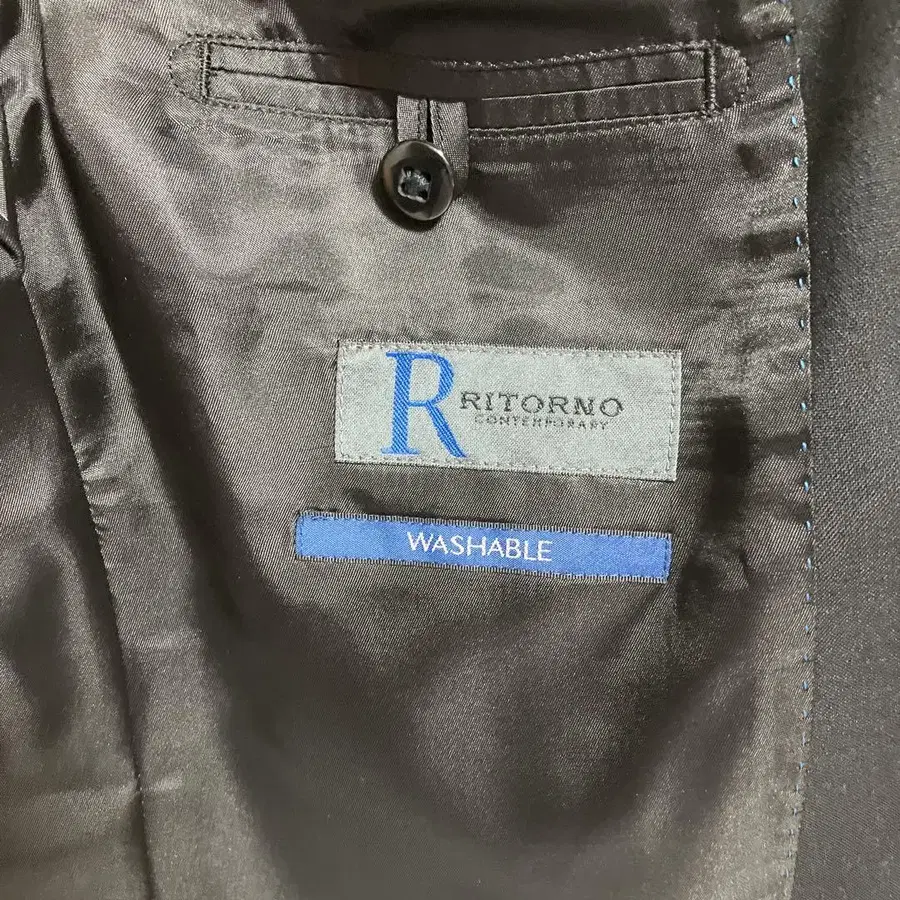 R
RITORNO
CONTEMPORARY
WASHABLE